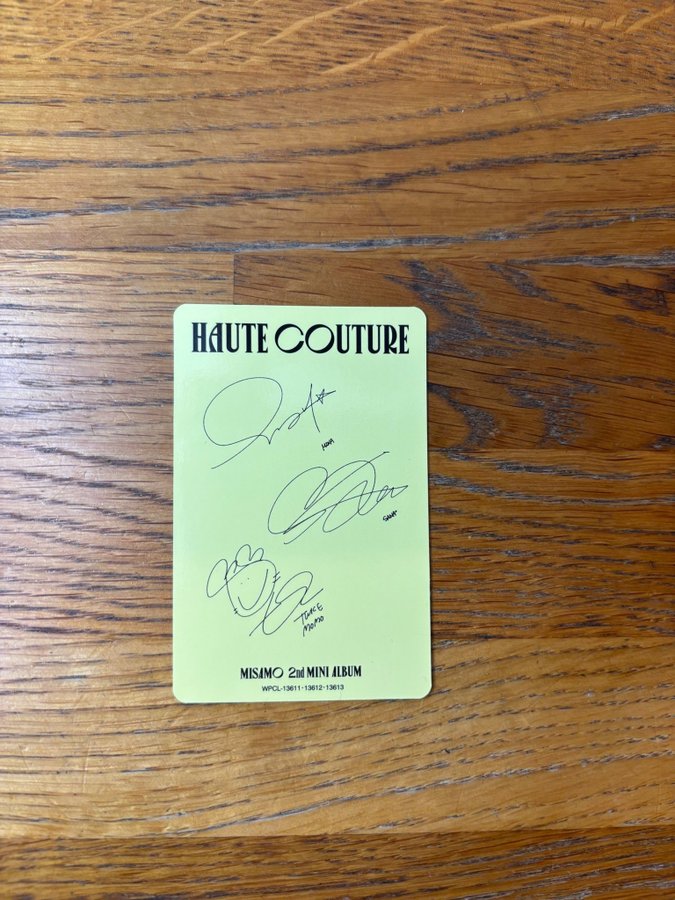 HAUTE COUTURE
MINA
SANA
TWICE
MOMO
MISAMO 2nd MINI ALBUM
WPCL-13611・13612・13613